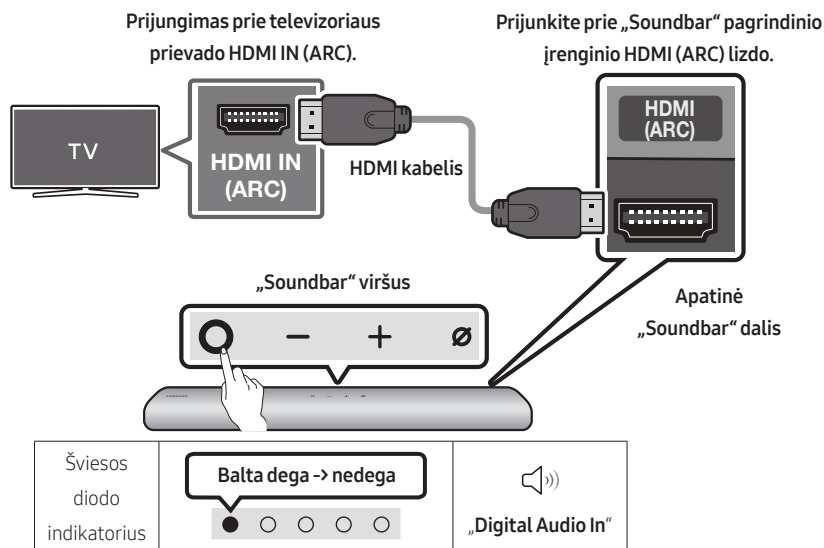 Prijungimas prie televizoriaus
prievado HDMI IN (ARC).
Prijunkite prie „Soundbar“ pagrindinio
įrenginio HDMI (ARC) lizdo.
TV
HDMI IN
(ARC)
HDMI kabelis
HDMI
(ARC)
„Soundbar“ viršus
Apatinė
„Soundbar“ dalis
Šviesos
diodo
indikatorius
Balta dega -> nedega
„Digital Audio In“